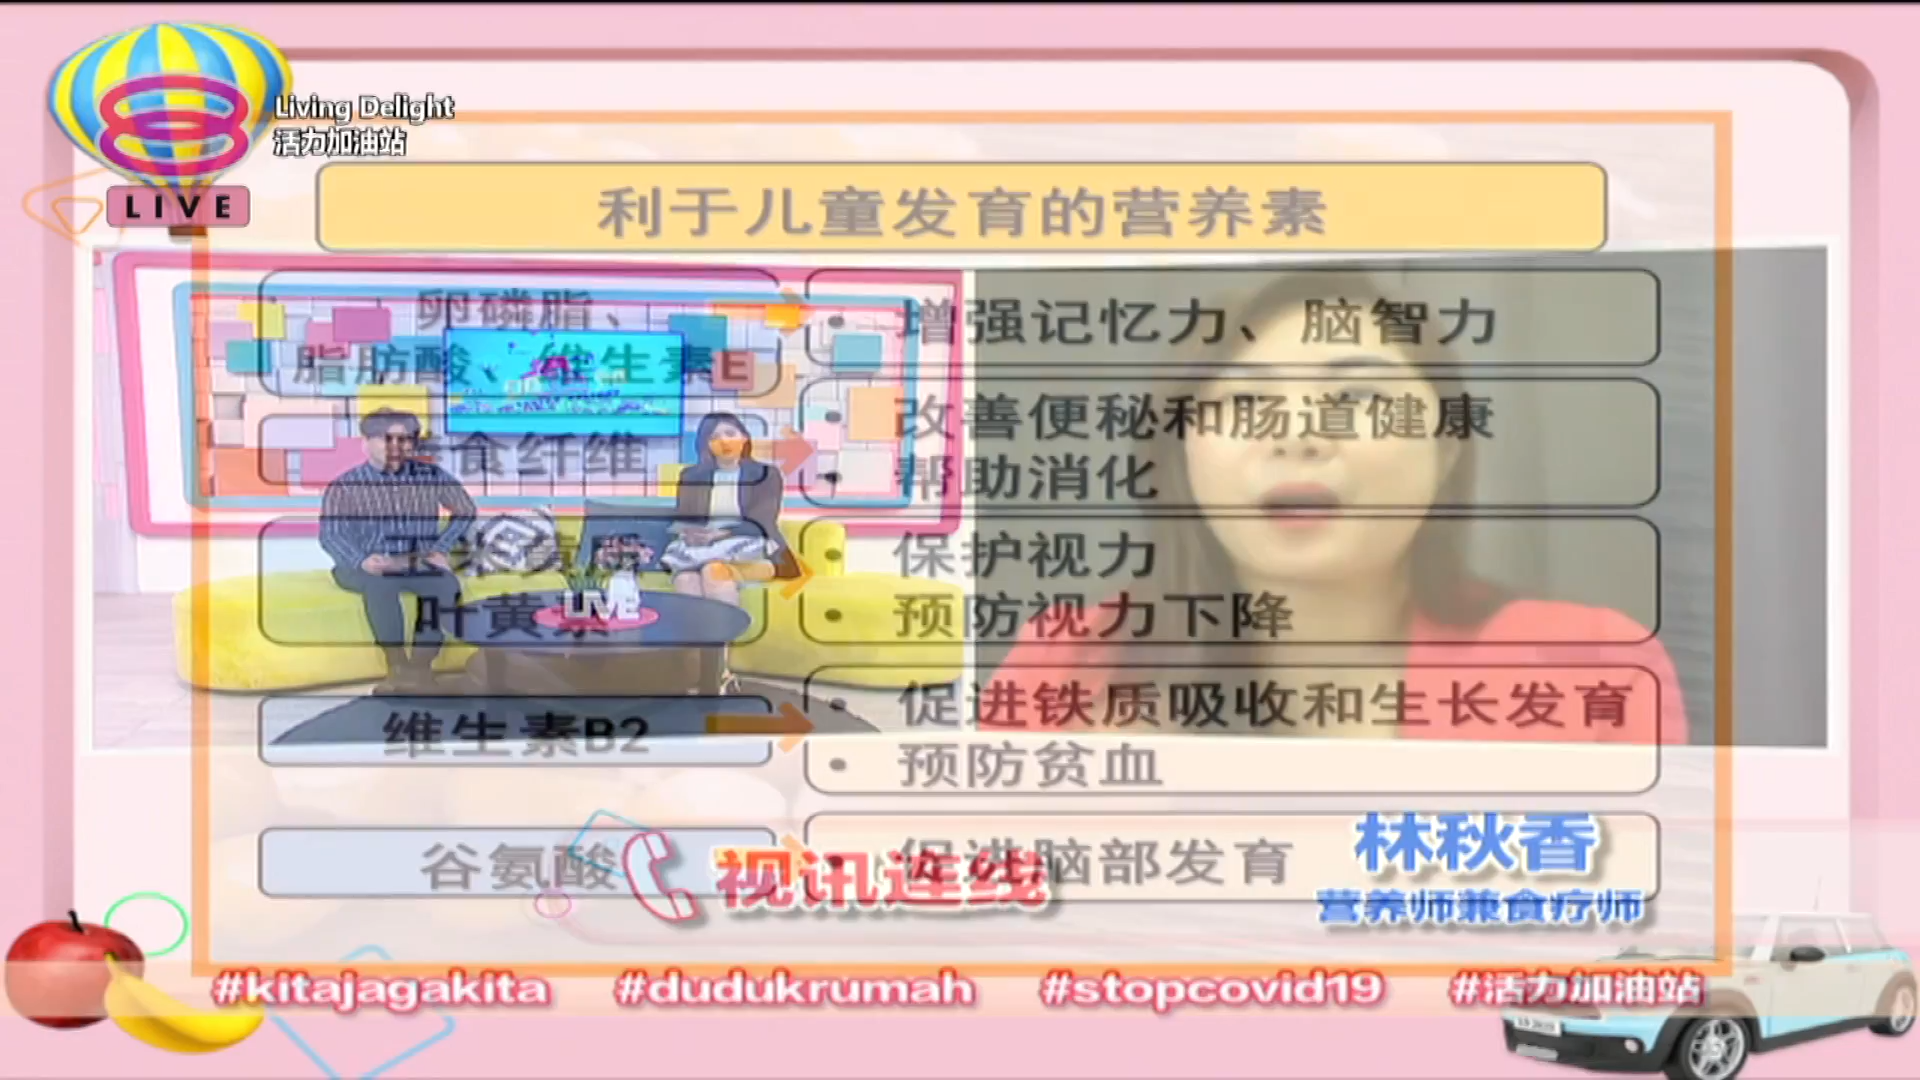 Living Delight
活力加油站
LIVE
利于儿童发育的营养素
卵磷脂、
脂肪酸、维生素E
增强记忆力、脑智力
膳食纤维
改善便秘和肠道健康
帮助消化
玉米黄质、
叶黄素
LIVE
保护视力
预防视力下降
维生素B2
促进铁质吸收和生长发育
预防贫血
谷氨酸
促进脑部发育
视讯连线
林秋香
营养师兼食疗师
#kitajagakita #dudukrumah #stopcovid19 #活力加油站